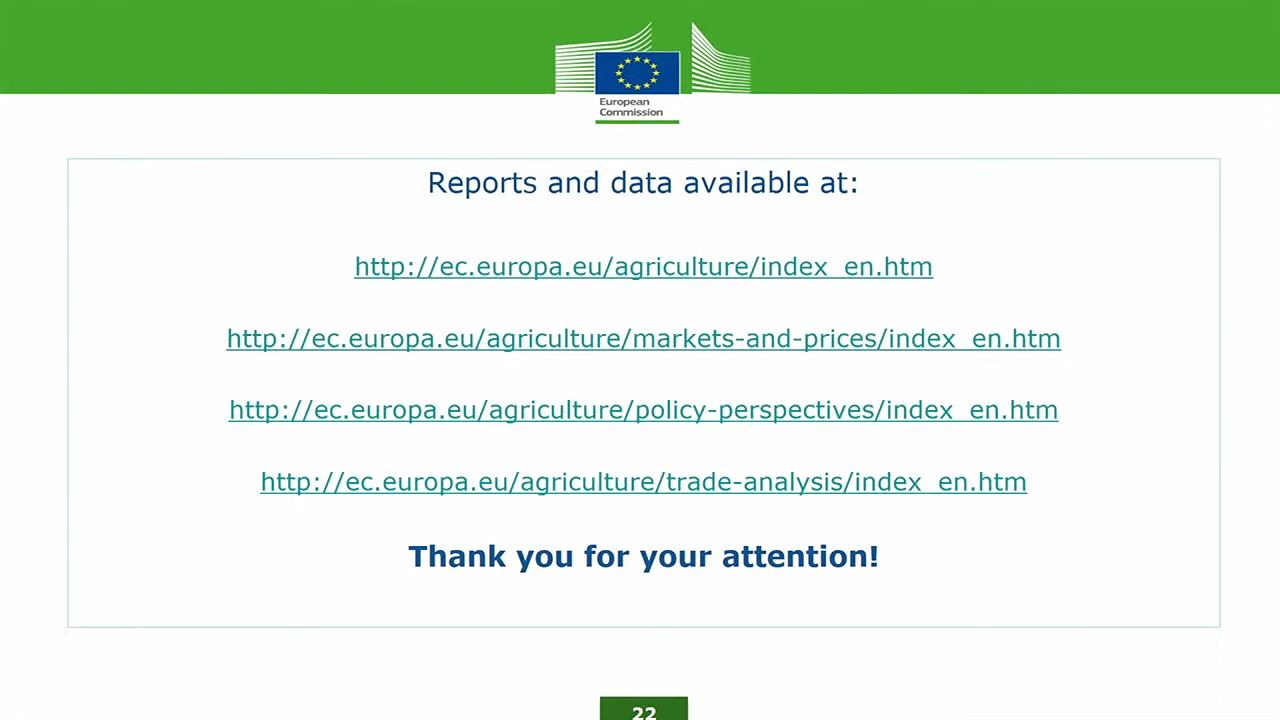 European
Commission
Reports and data available at:
http://ec.europa.eu/agriculture/index_en.htm
http://ec.europa.eu/agriculture/markets-and-prices/index_en.htm
http://ec.europa.eu/agriculture/policy-perspectives/index_en.htm
http://ec.europa.eu/agriculture/trade-analysis/index_en.htm
Thank you for your attention!
22